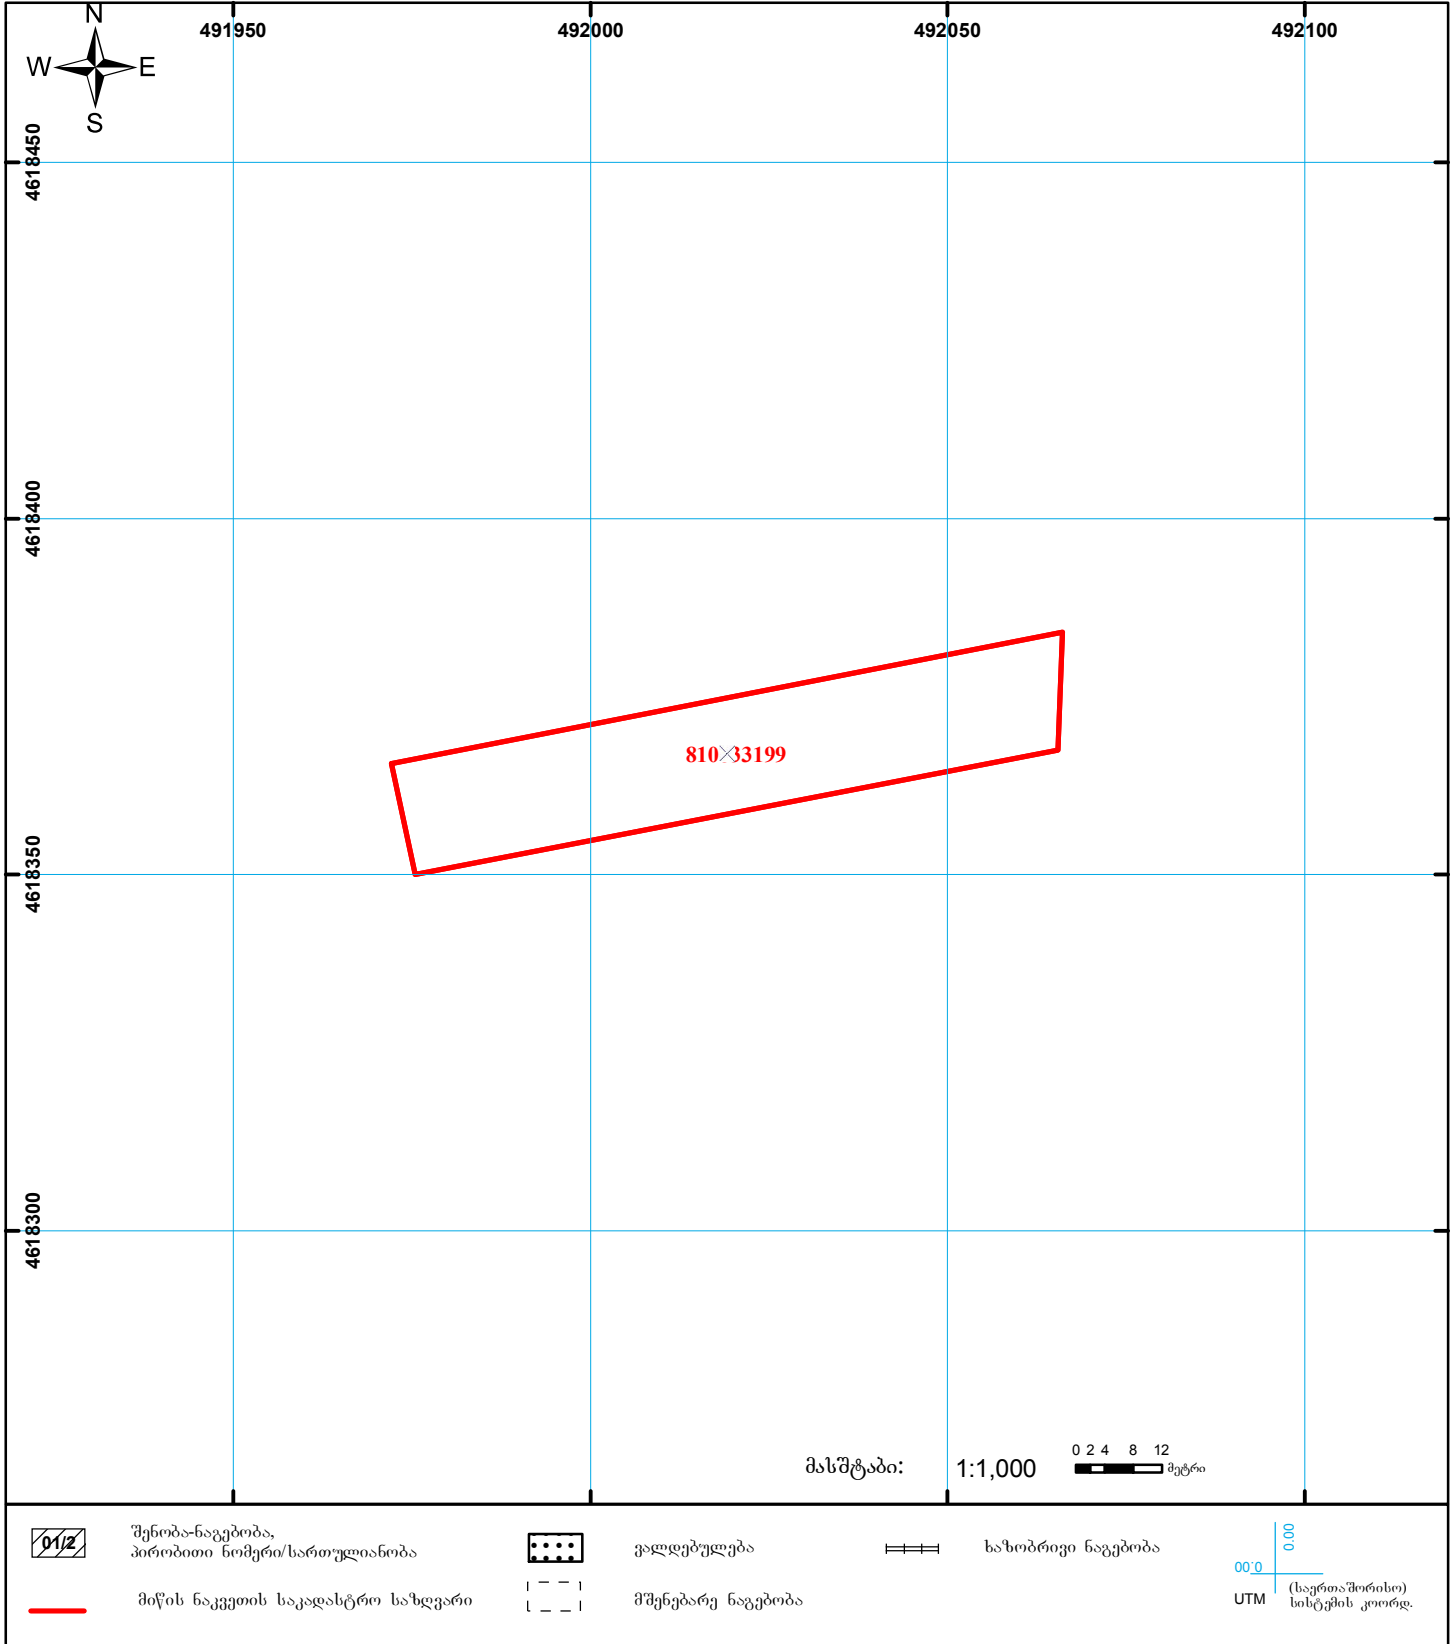 N
W E
S
491950 492000 492050 492100
4618450
4618400
4618350
4618300
810 33199
მასშტაბი: 1:1,000
0 2 4 8 12
მეტრი
01/2
შენობა-ნაგებობა,
პირობითი ნომერი/სართულიანობა
ვალდებულება
ხაზობრივი ნაგებობა
მიწის ნაკვეთის საკადასტრო საზღვარი
მშენებარე ნაგებობა
00.0
00.0
UTM
(საერთაშორისო)
სისტემის კოორდ.